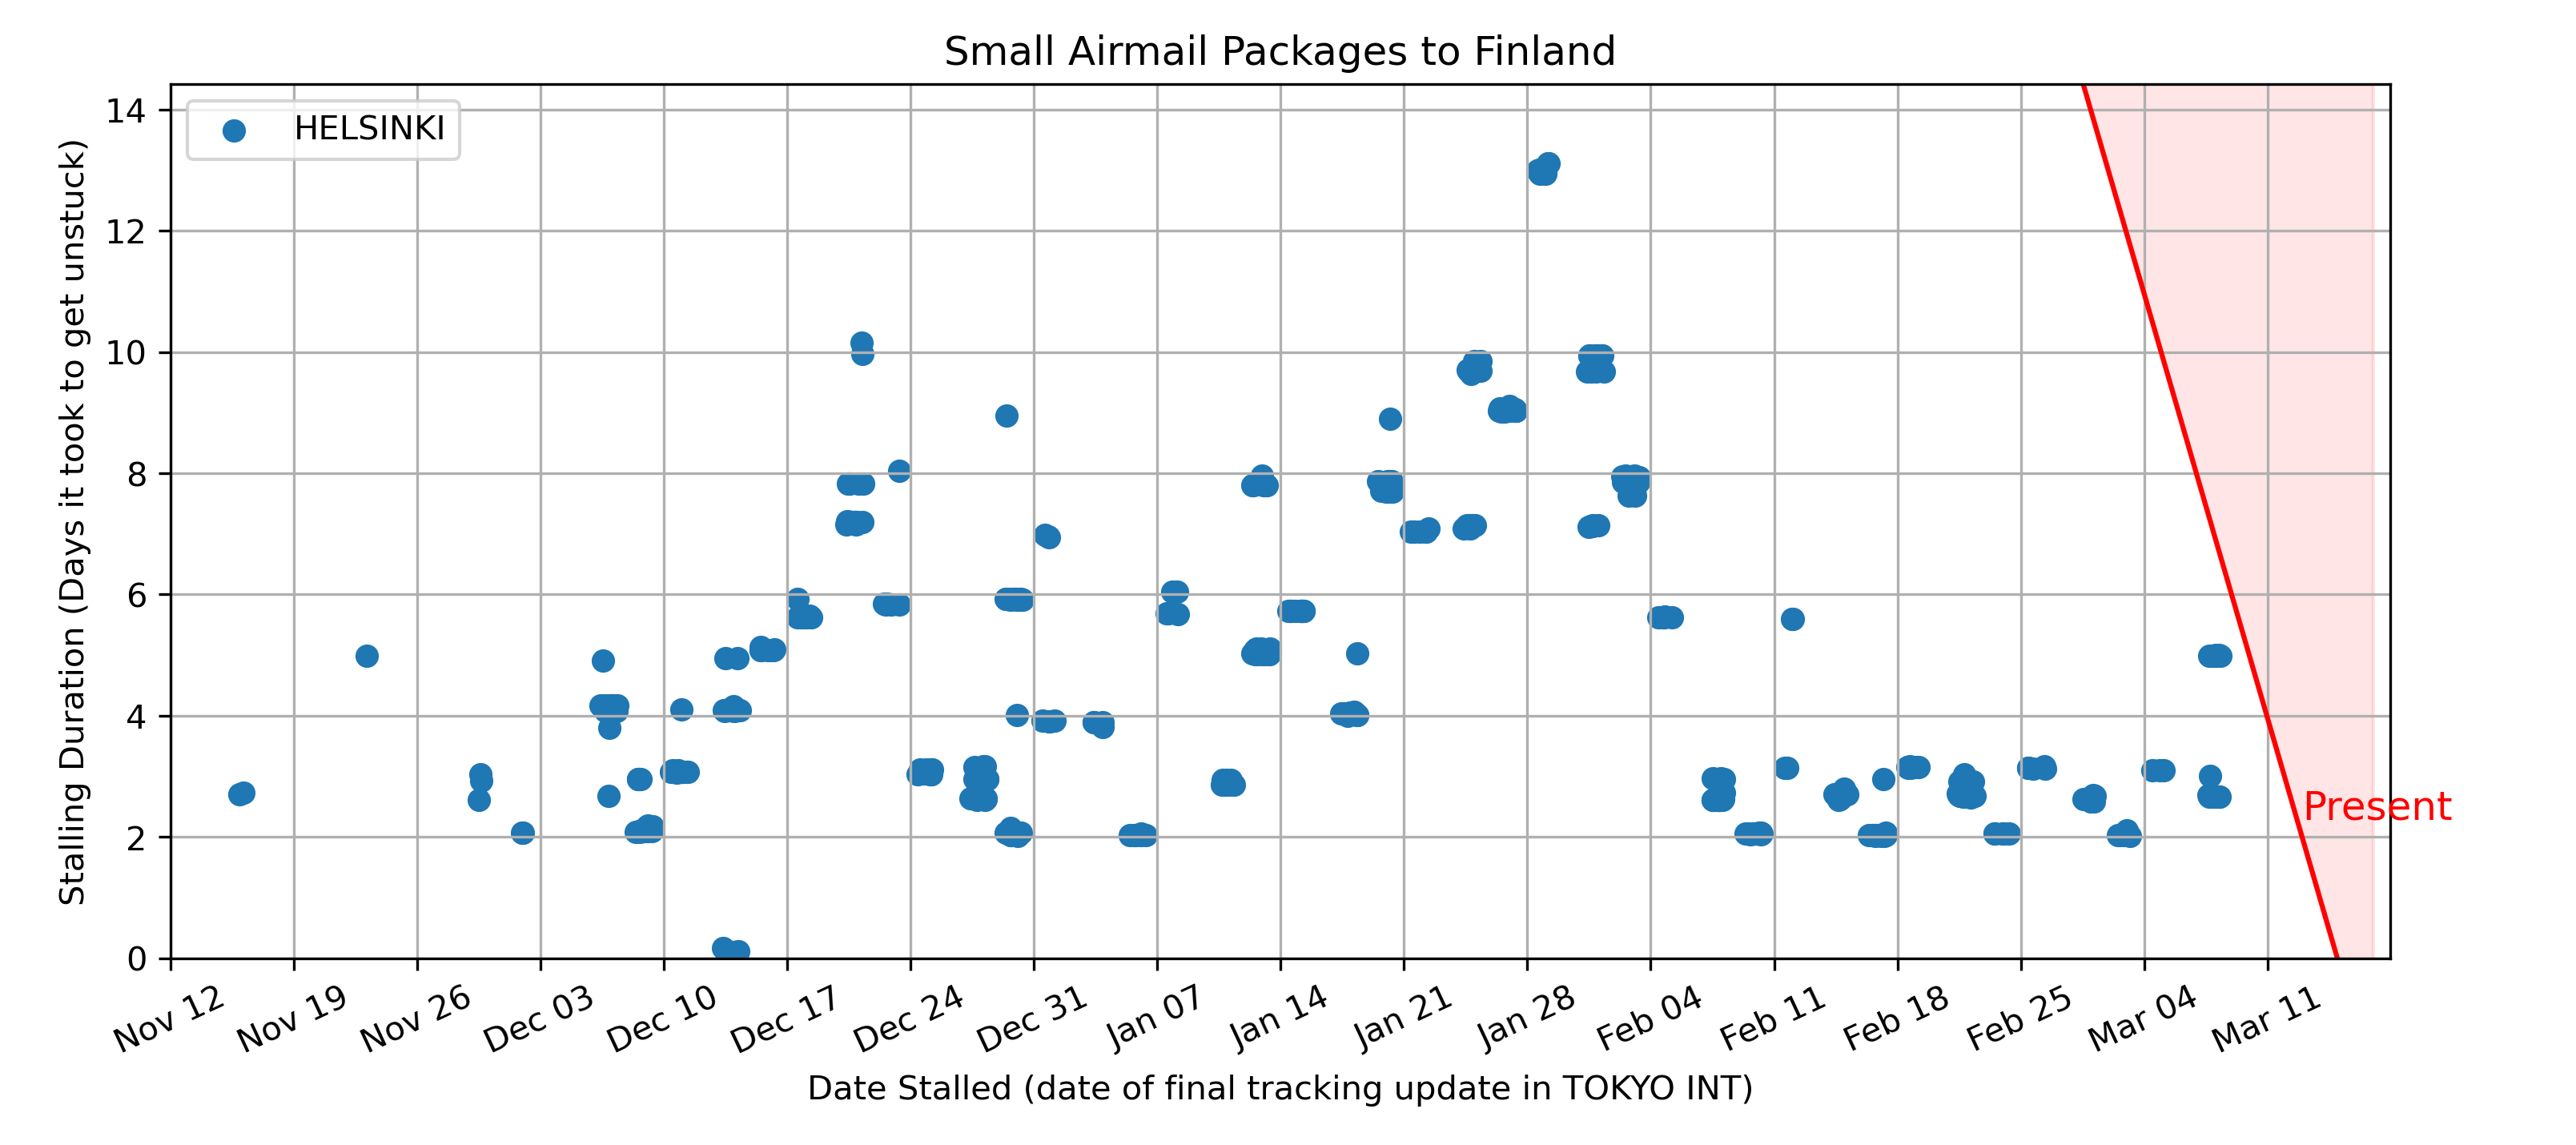 Small Airmail Packages to Finland
HELSINKI
Stalling Duration (Days it took to get unstuck)
14
12
10
8
6
4
2
0
Present
Nov 12
Nov 19
Nov 26
Dec 03
Dec 10
Dec 17
Dec 24
Dec 31
Jan 07
Jan 14
Jan 21
Jan 28
Feb 04
Feb 11
Feb 18
Feb 25
Mar 04
Mar 11
Date Stalled (date of final tracking update in TOKYO INT)